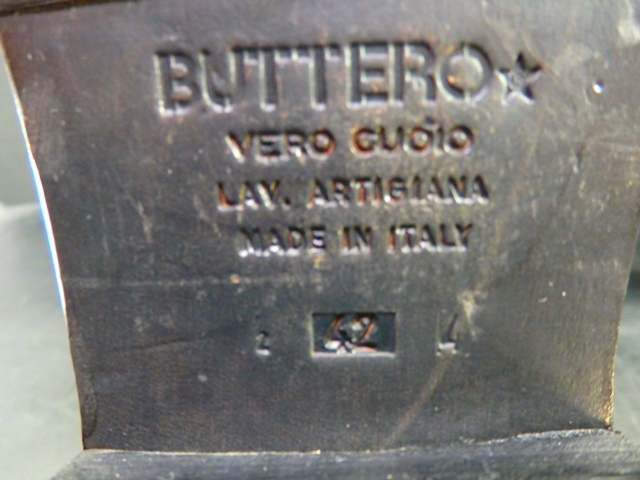 BUTTERO★
VERO CUOIO
LAV. ARTIGIANA
MADE IN ITALY
42